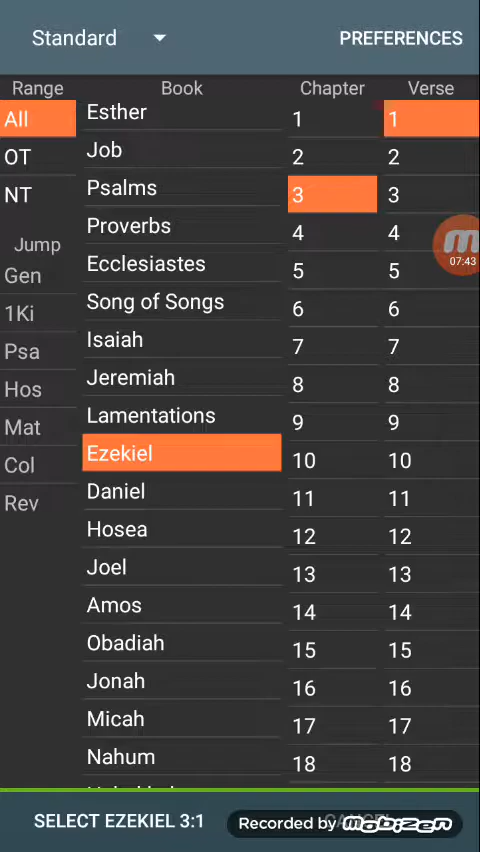 Standard
PREFERENCES
Range
Book
Chapter
Verse
All
OT
NT
Jump
Gen
1Ki
Psa
Hos
Mat
Col
Rev
Esther
Job
Psalms
Proverbs
Ecclesiastes
Song of Songs
Isaiah
Jeremiah
Lamentations
Ezekiel
Daniel
Hosea
Joel
Amos
Obadiah
Jonah
Micah
Nahum
1
2
3
4
5
6
7
8
9
10
11
12
13
14
15
16
17
18
1
2
3
4
5
6
7
8
9
10
11
12
13
14
15
16
17
18
m
07:43
SELECT EZEKIEL 3:1
Recorded by mobizen